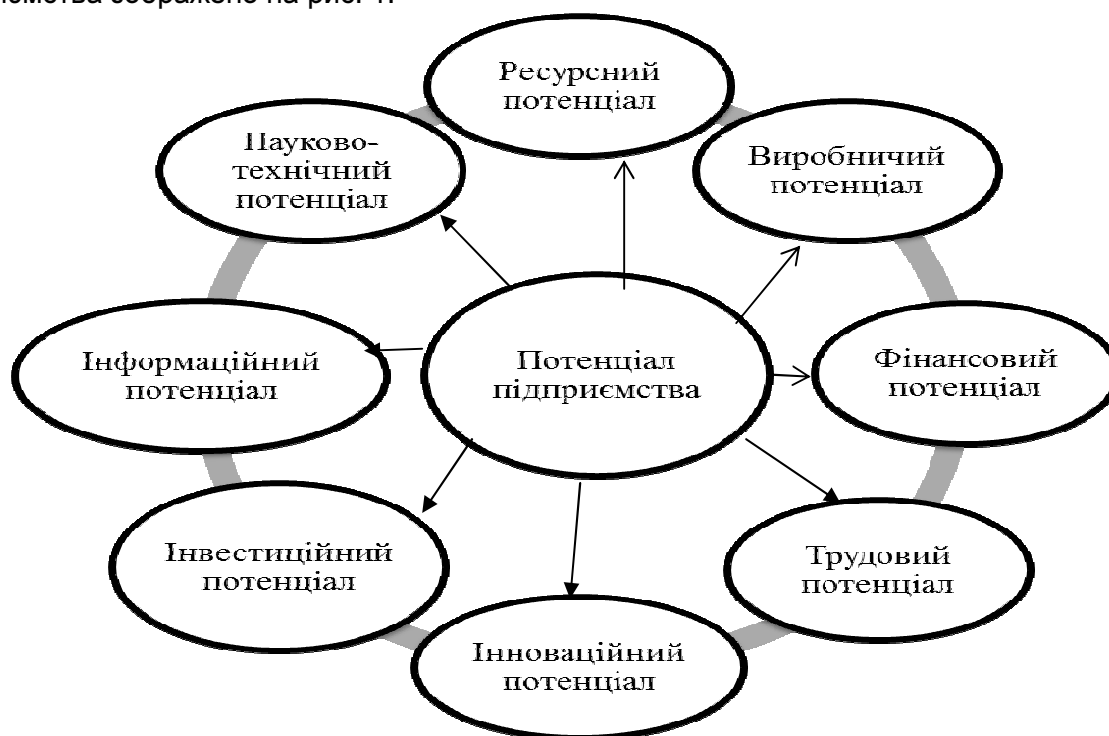 зображено на рис. 1.
Ресурсний
потенціал
Науково-
технічний
потенціал
Виробничий
потенціал
Інформаційний
потенціал
Потенціал
підприємства
Фінансовий
потенціал
Інвестиційний
потенціал
Трудовий
потенціал
Інноваційний
потенціал